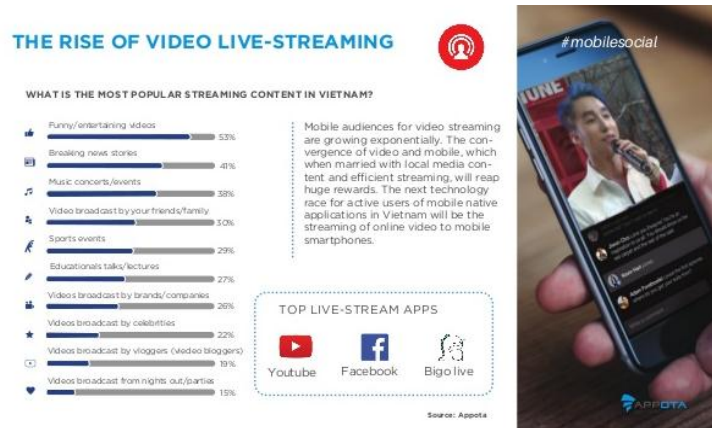 THE RISE OF VIDEO LIVE-STREAMING
#mobilesocial
WHAT IS THE MOST POPULAR STREAMING CONTENT IN VIETNAM?
Funny/entertaining videos
53%
Breaking news stories
41%
Music concerts/events
38%
Video broadcast by your friends/family
30%
Sports events
29%
Educationals talks/lectures
27%
Videos broadcast by brands/companies
26%
Videos broadcast by celebrities
22%
Videos broadcast by vloggers (viedeo bloggers)
19%
Videos broadcast from nights out/parties
15%
Mobile audiences for video streaming
are growing exponentially. The con-
vergence of video and mobile, which
when married with local media con-
tent and efficient streaming, will reap
huge rewards. The next technology
race for active users of mobile native
applications in Vietnam will be the
streaming of online video to mobile
smartphones.
TOP LIVE-STREAM APPS
Youtube
Facebook
Bigo live
Source: Appota
APPOTA